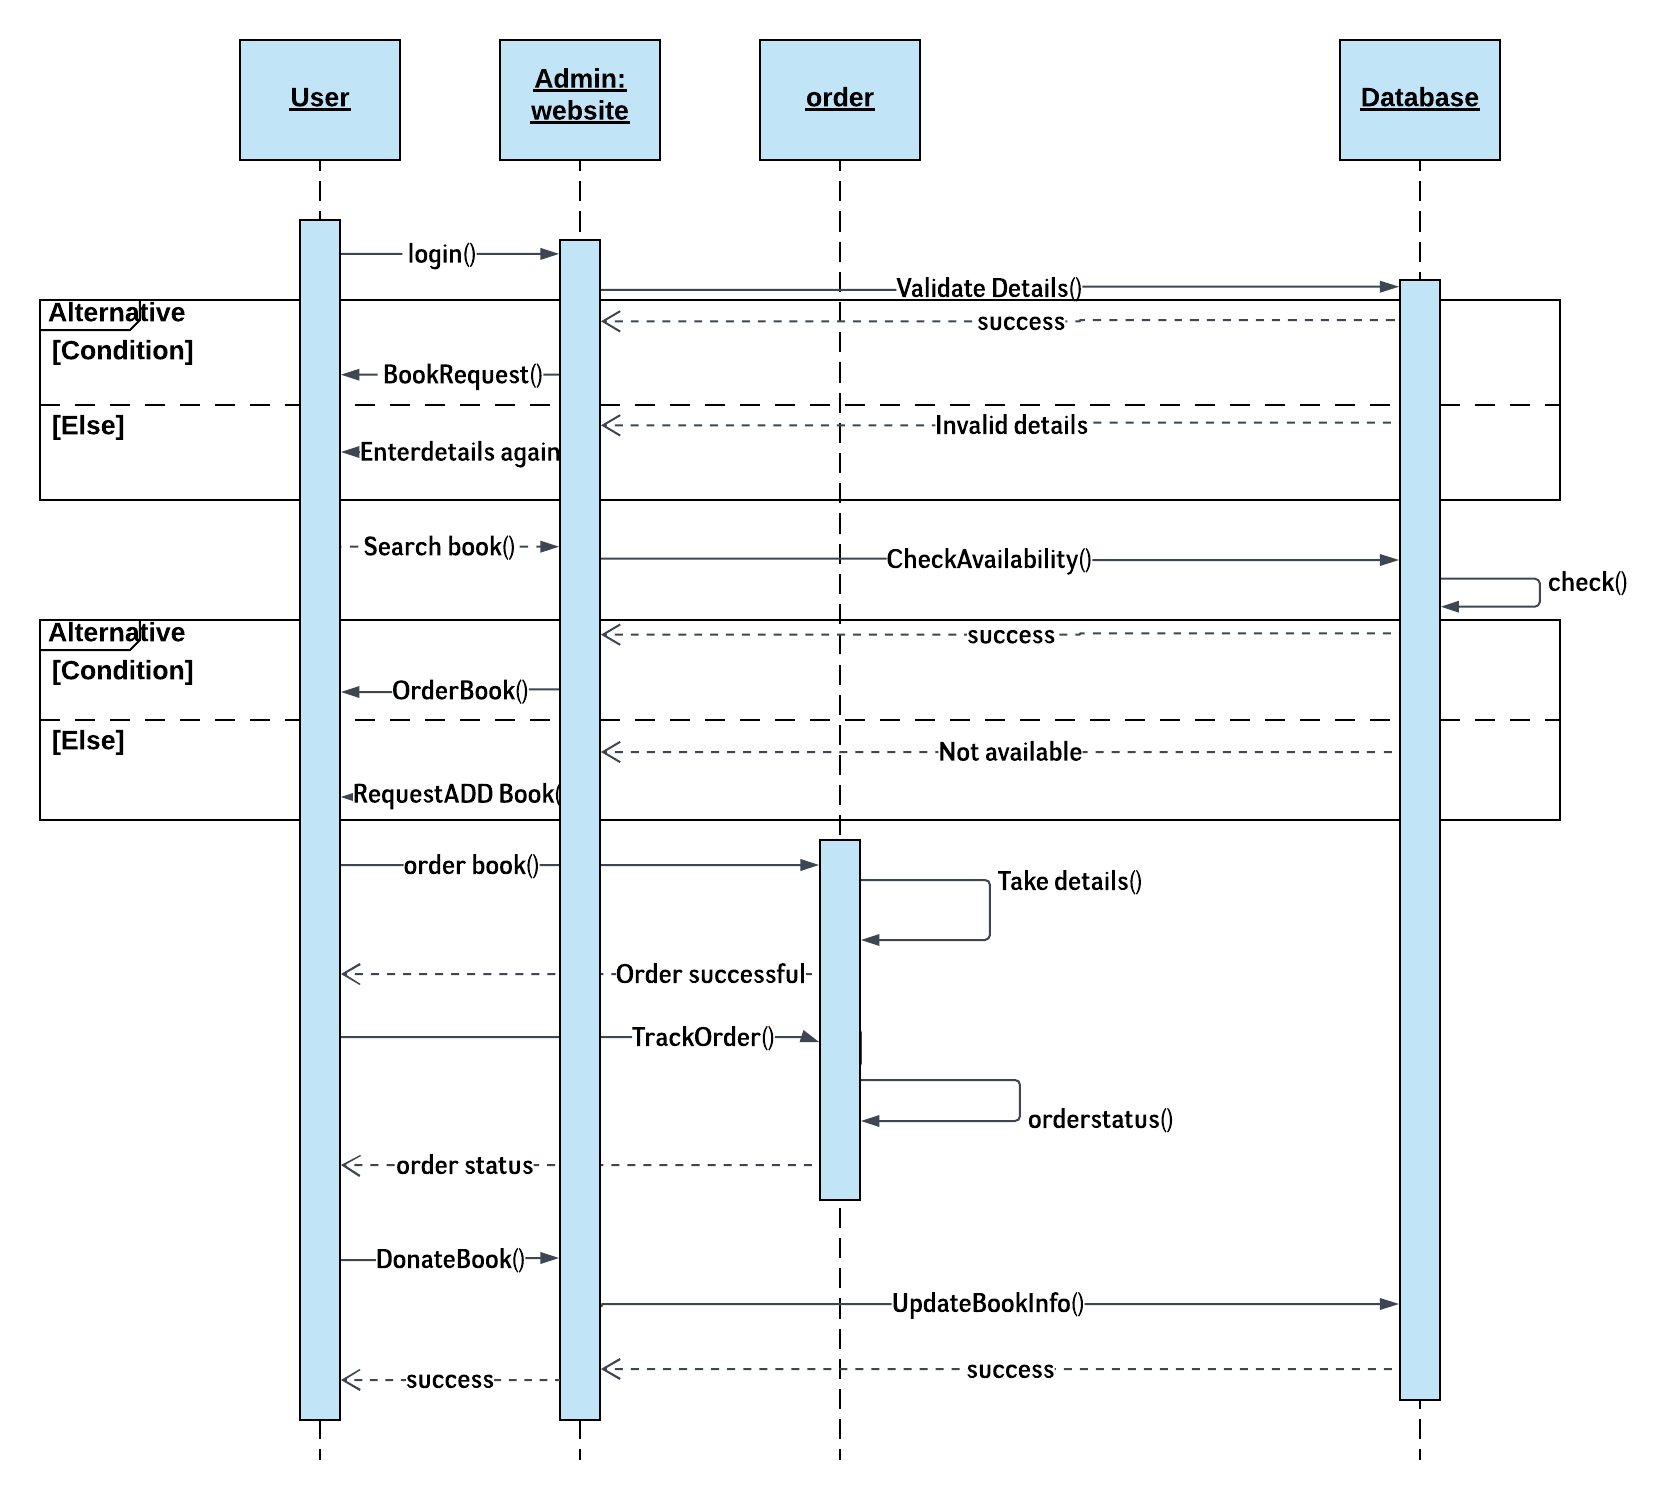 User
Admin:
website
order
Database
login()
Validate Details()
Alternative
success
[Condition]
BookRequest()
[Else]
Invalid details
Enterdetails again
Search book()
CheckAvailability()
check()
Alternative
success
[Condition]
OrderBook()
[Else]
Not available
RequestADD Book(
order book()
Take details()
Order successful
TrackOrder()
orderstatus()
order status
DonateBook()
UpdateBookInfo()
success
success